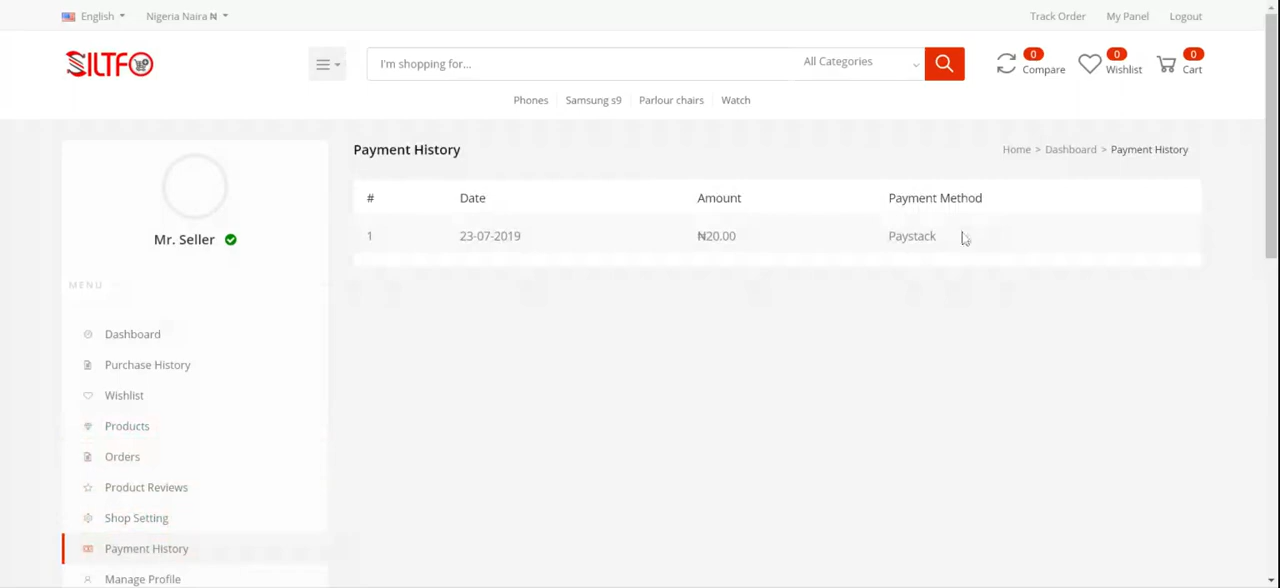 English Nigeria Naira ₦ Track Order My Panel Logout
SILTFO I'm shopping for... All Categories 0 Compare 0 Wishlist 0 Cart
Phones Samsung s9 Parlour chairs Watch
Payment History Home > Dashboard > Payment History
# Date Amount Payment Method
1 23-07-2019 ₦20.00 Paystack
Mr. Seller
MENU
Dashboard
Purchase History
Wishlist
Products
Orders
Product Reviews
Shop Setting
Payment History
Manage Profile